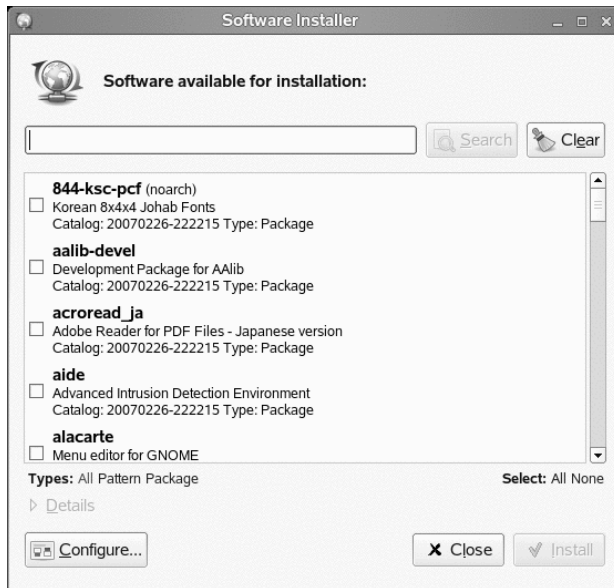 Software Installer
Software available for installation:
Search
Clear
844-ksc-pcf (noarch)
Korean 8x4x4 Johab Fonts
Catalog: 20070226-222215 Type: Package
aalib-devel
Development Package for AAlib
Catalog: 20070226-222215 Type: Package
acroread_ja
Adobe Reader for PDF Files - Japanese version
Catalog: 20070226-222215 Type: Package
aide
Advanced Intrusion Detection Environment
Catalog: 20070226-222215 Type: Package
alacarte
Menu editor for GNOME
Types: All Pattern Package
Select: All None
Details
Configure...
Close
Install